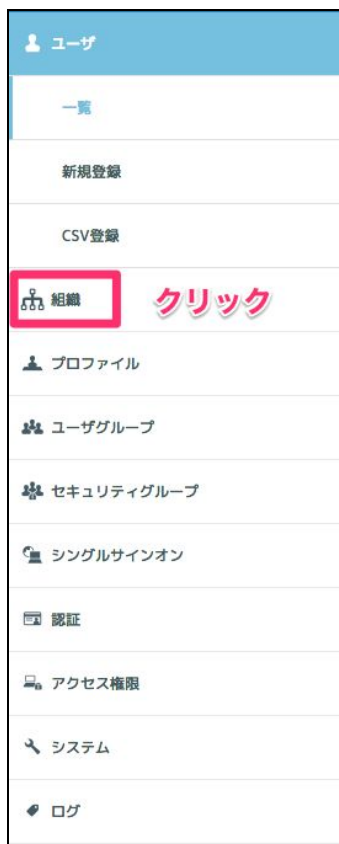 ユーザ
一覧
新規登録
CSV登録
組織 クリック
プロファイル
ユーザグループ
セキュリティグループ
シングルサインオン
認証
アクセス権限
システム
ログ